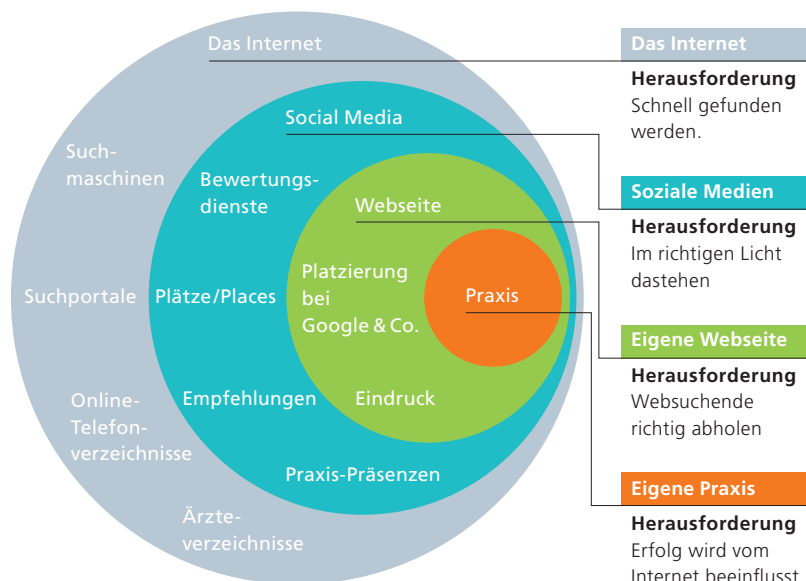 Das Internet
Social Media
Such-
maschinen
Bewertungs-
dienste
Webseite
Suchportale
Plätze/Places
Platzierung
bei
Google & Co.
Praxis
Online-
Telefon-
verzeichnisse
Empfehlungen
Eindruck
Praxis-Präsenzen
Ärzte-
verzeichnisse
Das Internet
Herausforderung
Schnell gefunden
werden.
Soziale Medien
Herausforderung
Im richtigen Licht
dastehen
Eigene Webseite
Herausforderung
Websuchende
richtig abholen
Eigene Praxis
Herausforderung
Erfolg wird vom
Internet beeinflusst